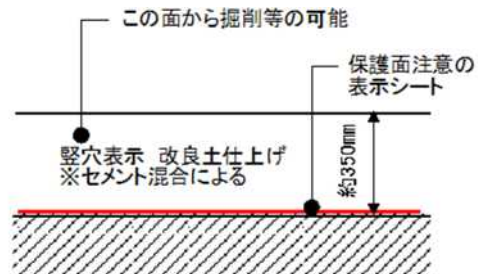 この面から掘削等の可能
保護面注意の
表示シート
竪穴表示 改良土仕上げ
※セメント混合による
約350mm